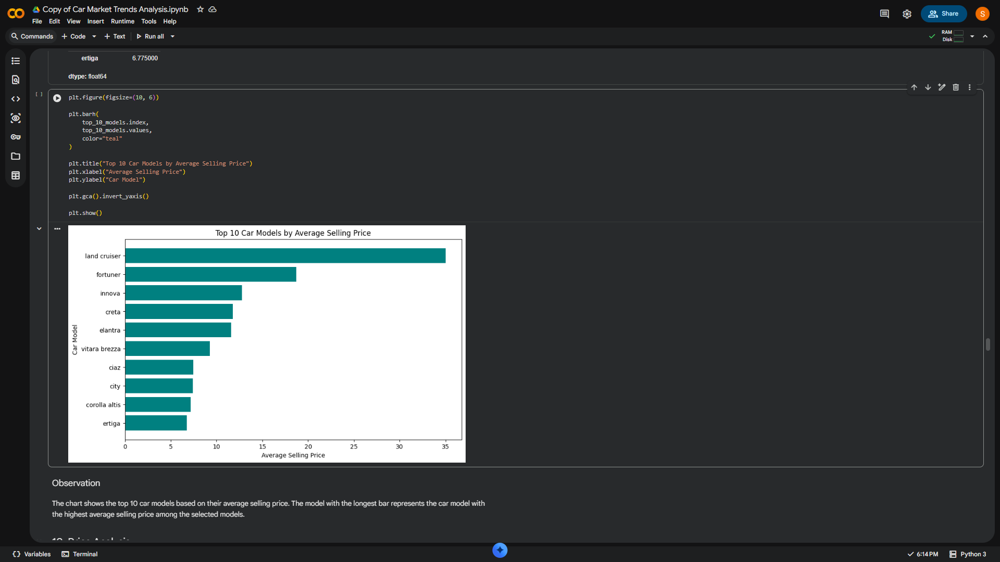 Copy of Car Market Trends Analysis.ipynb
File Edit View Insert Runtime Tools Help
Share
S
Commands + Code + Text Run all
RAM
Disk
ertiga 6.775000
dtype: float64
[ ]
plt.figure(figsize=(10, 6))
plt.barh(
top_10_models.index,
top_10_models.values,
color="teal"
)
plt.title("Top 10 Car Models by Average Selling Price")
plt.xlabel("Average Selling Price")
plt.ylabel("Car Model")
plt.gca().invert_yaxis()
plt.show()
Top 10 Car Models by Average Selling Price
Car Model
land cruiser
fortuner
innova
creta
elantra
vitara brezza
ciaz
city
corolla altis
ertiga
0 5 10 15 20 25 30 35
Average Selling Price
Observation
The chart shows the top 10 car models based on their average selling price. The model with the longest bar represents the car model with
the highest average selling price among the selected models.
Variables Terminal
6:14 PM Python 3